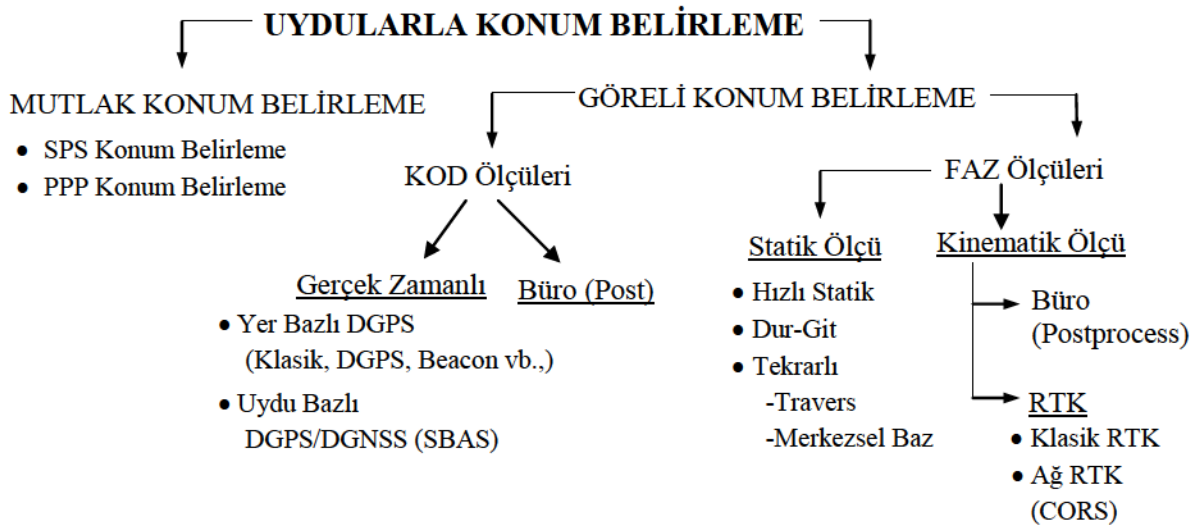 UYDULARLA KONUM BELİRLEME
MUTLAK KONUM BELİRLEME
• SPS Konum Belirleme
• PPP Konum Belirleme
GÖRELİ KONUM BELİRLEME
KOD Ölçüleri
Gerçek Zamanlı
• Yer Bazlı DGPS
(Klasik, DGPS, Beacon vb.,)
• Uydu Bazlı
DGPS/DGNSS (SBAS)
Büro (Post)
FAZ Ölçüleri
Statik Ölçü
• Hızlı Statik
• Dur-Git
• Tekrarlı
-Travers
-Merkezsel Baz
Kinematik Ölçü
Büro
(Postprocess)
RTK
• Klasik RTK
• Ağ RTK
(CORS)